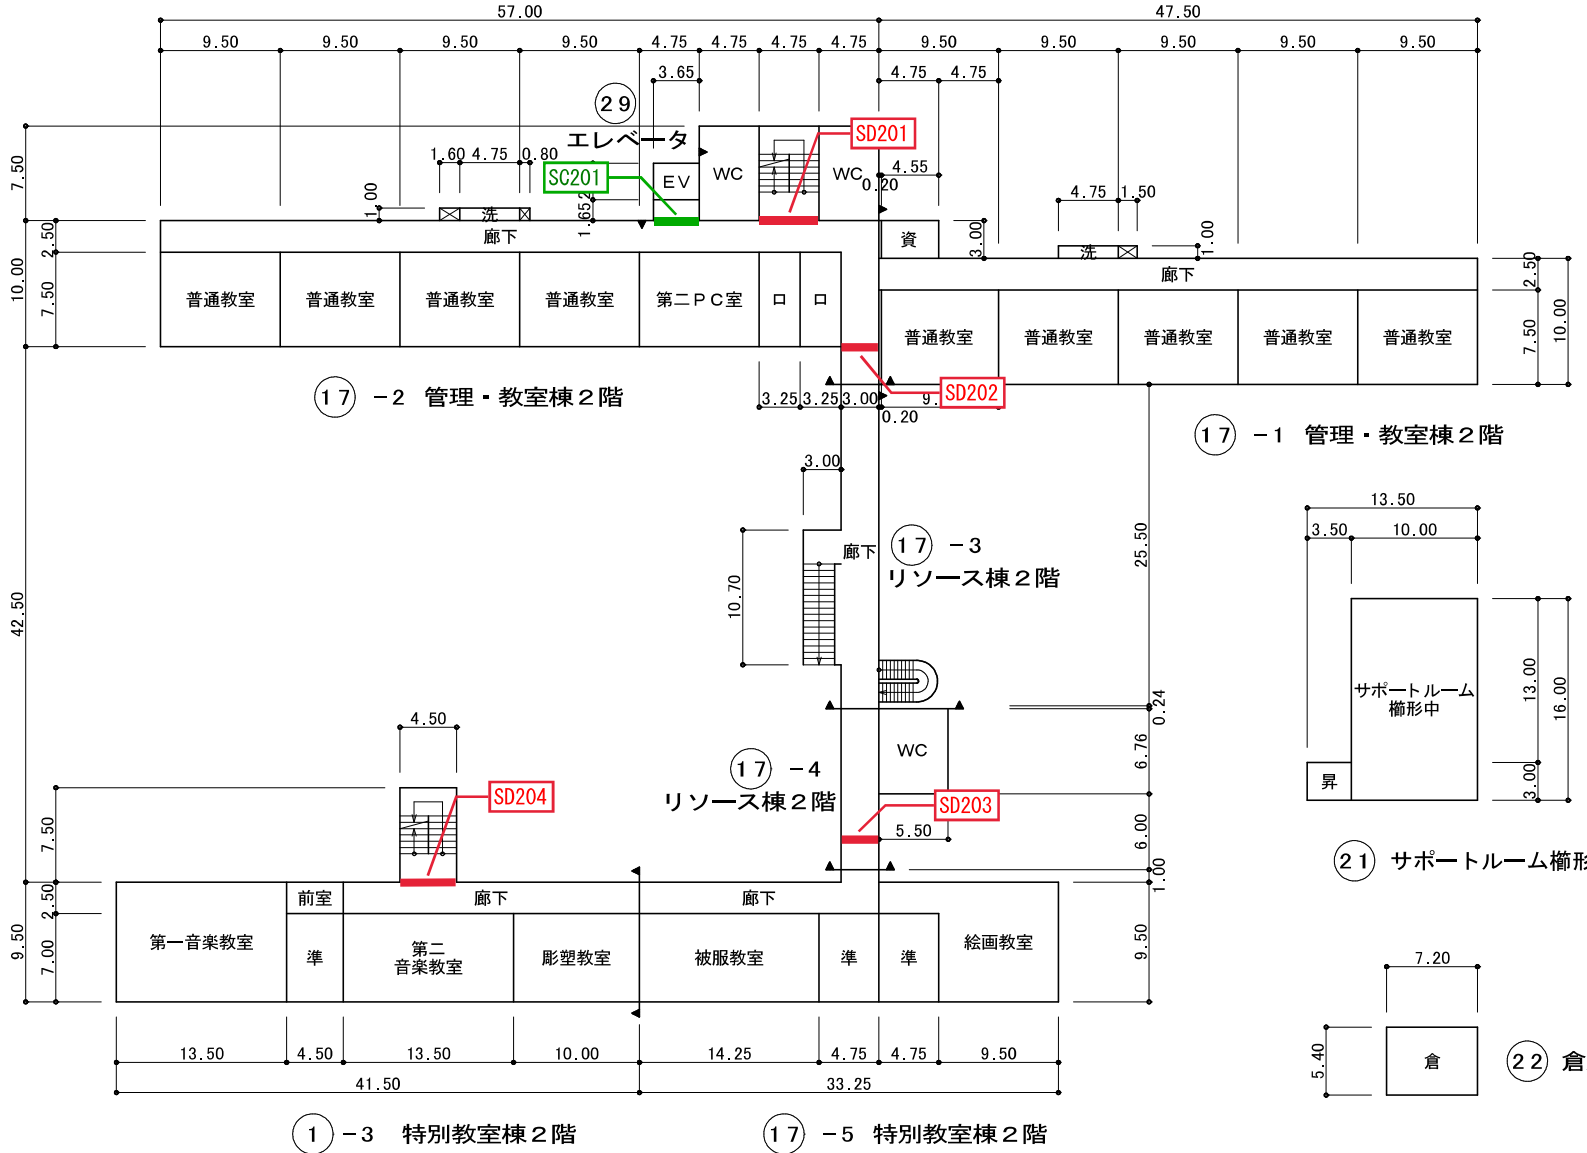 57.00
47.50
9.50
9.50
9.50
9.50
4.75
4.75
4.75
4.75
9.50
9.50
9.50
9.50
9.50
3.65
4.75
4.75
29
エレベータ
SD201
7.50
1.60
4.75
0.80
SC201
EV
WC
WC
4.55
0.20
1.00
洗
1.65
4.75
1.50
2.50
廊下
資
3.00
洗
1.00
廊下
2.50
10.00
7.50
普通教室
普通教室
普通教室
普通教室
第二PC室
ロ
ロ
普通教室
普通教室
普通教室
普通教室
普通教室
7.50
10.00
17
-2 管理・教室棟2階
3.25
3.25
3.00
SD202
9.
0.20
17
-1 管理・教室棟2階
3.00
13.50
3.50
10.00
廊下
17
-3
リソース棟2階
25.50
10.70
42.50
サポートルーム
櫛形中
13.00
16.00
0.24
4.50
WC
6.76
17
-4
リソース棟2階
昇
3.00
SD204
SD203
5.50
6.00
7.50
21
サポートルーム櫛形
1.00
2.50
前室
廊下
廊下
9.50
7.00
第一音楽教室
準
第二
音楽教室
彫塑教室
被服教室
準
準
絵画教室
9.50
7.20
13.50
4.50
13.50
10.00
14.25
4.75
4.75
9.50
5.40
倉
22
倉
41.50
33.25
1
-3 特別教室棟2階
17
-5 特別教室棟2階